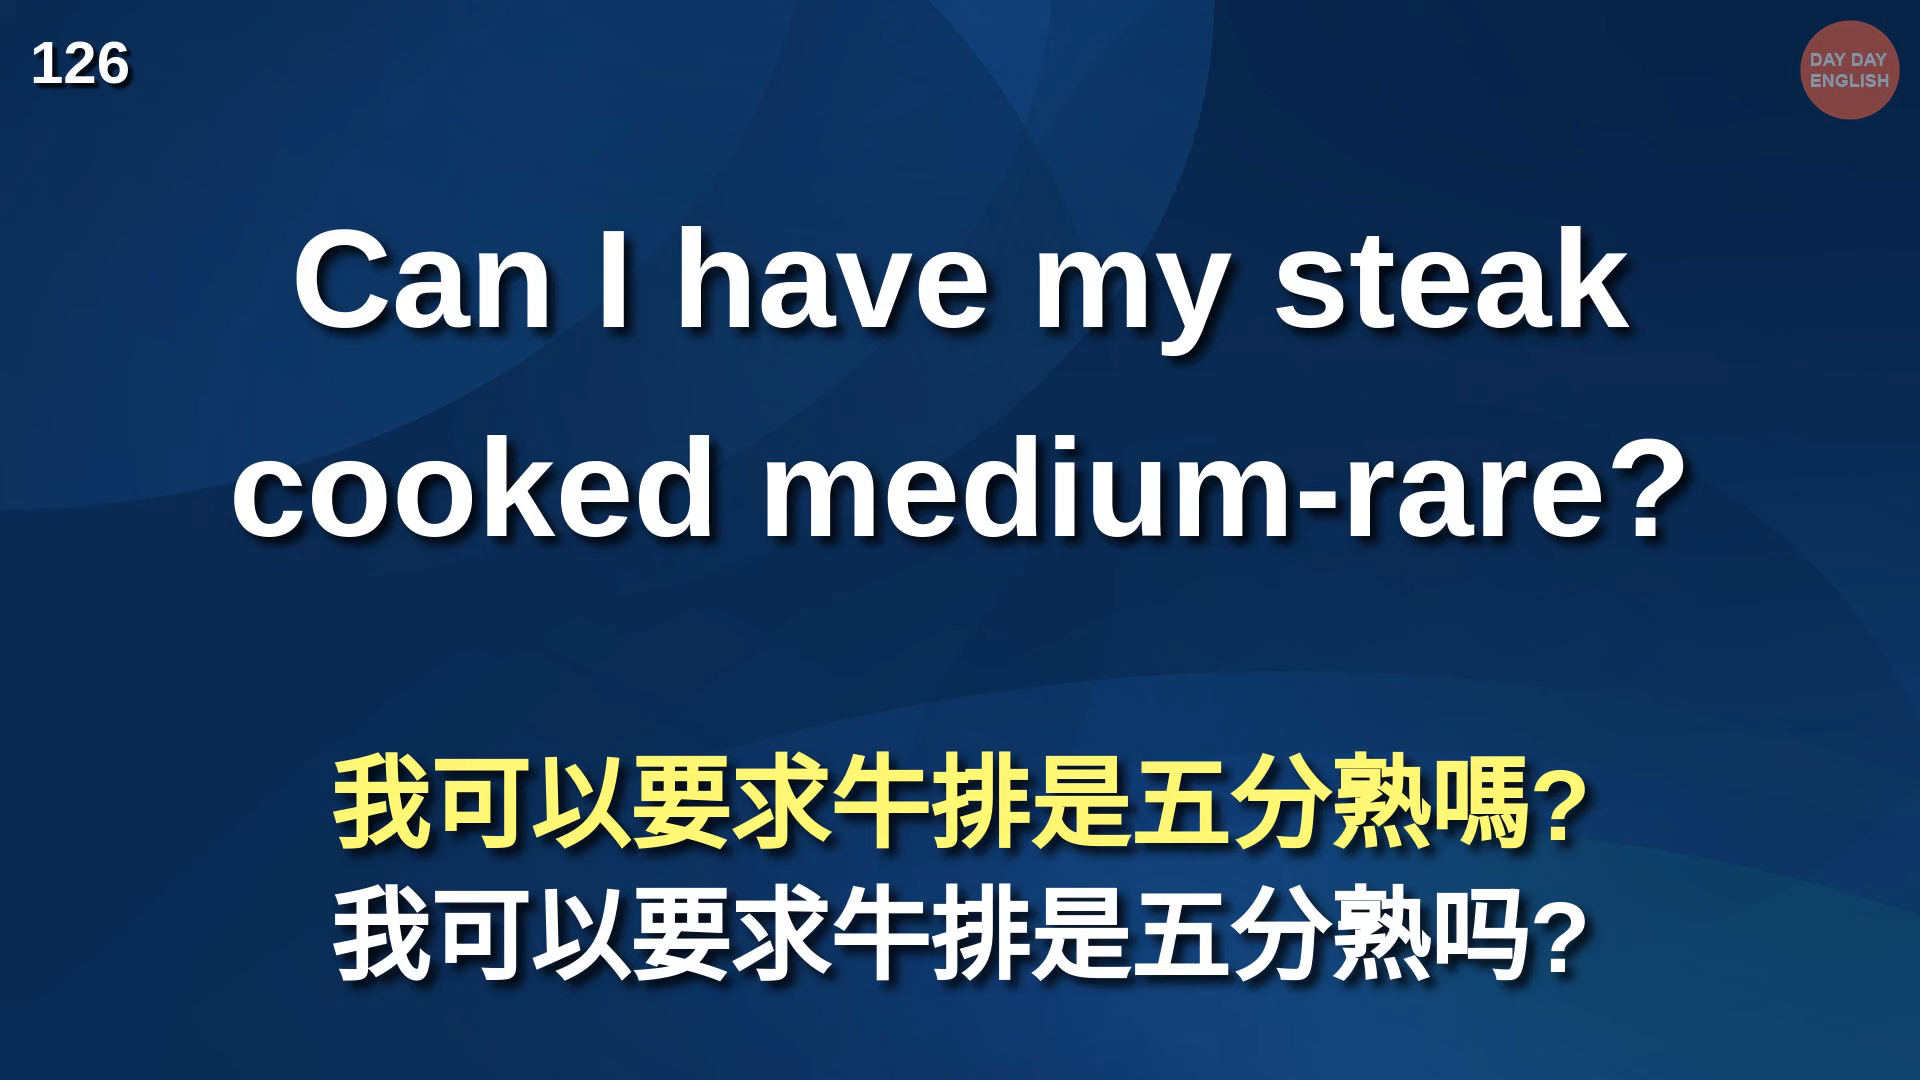 126
DAY DAY
ENGLISH
Can I have my steak
cooked medium-rare?
我可以要求牛排是五分熟嗎?
我可以要求牛排是五分熟吗?